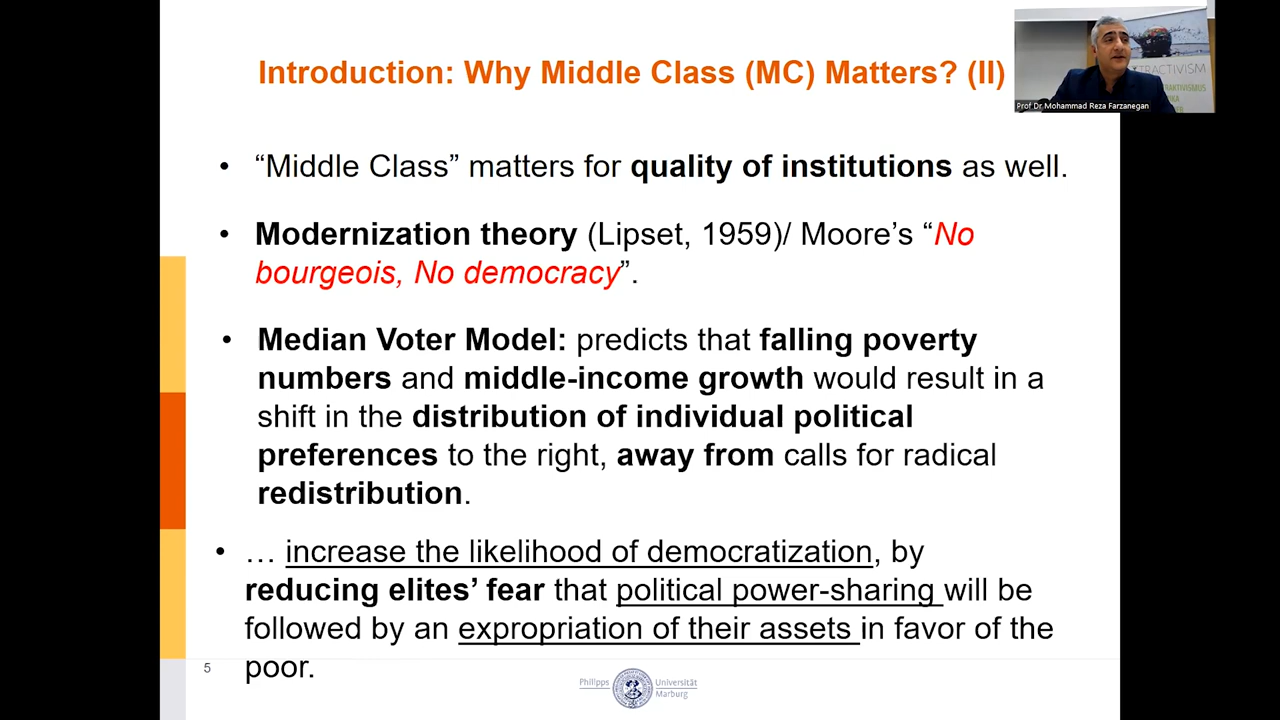 Introduction: Why Middle Class (MC) Matters? (II)
TRACTIVISM
Prof Dr Mohammad Reza Farzanegan
• “Middle Class” matters for quality of institutions as well.
• Modernization theory (Lipset, 1959)/ Moore’s “No
bourgeois, No democracy”.
• Median Voter Model: predicts that falling poverty
numbers and middle-income growth would result in a
shift in the distribution of individual political
preferences to the right, away from calls for radical
redistribution.
• … increase the likelihood of democratization, by
reducing elites’ fear that political power-sharing will be
followed by an expropriation of their assets in favor of the
poor.
5
Philipps
Universität
Marburg